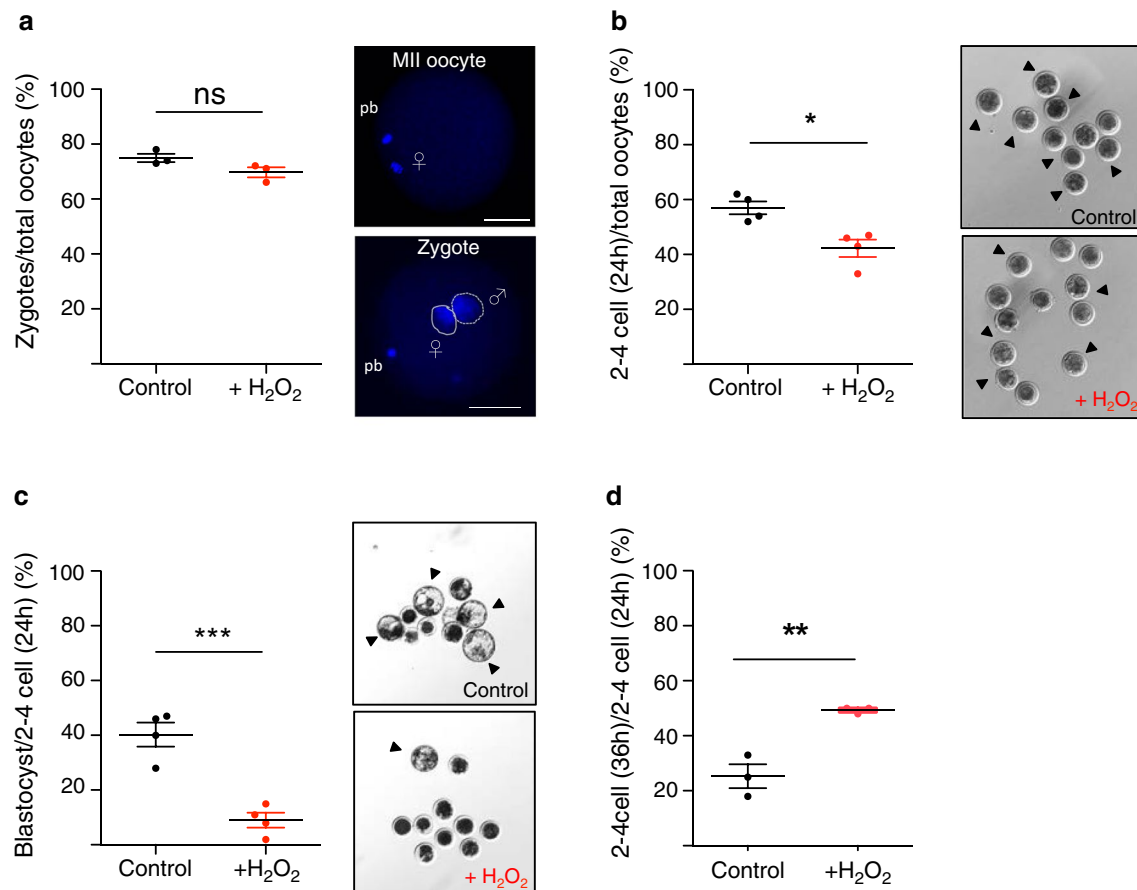 a
Zygotes/total oocytes (%)
100
80
60
40
20
ns
Control
+ H₂O₂
MII oocyte
pb
♀
Zygote
♂
♀
pb
b
2-4 cell (24h)/total oocytes (%)
100
80
60
40
20
*
Control
+ H₂O₂
Control
+ H₂O₂
c
Blastocyst/2-4 cell (24h) (%)
100
80
60
40
20
***
Control
+H₂O₂
Control
+ H₂O₂
d
2-4cell (36h)/2-4 cell (24h) (%)
100
80
60
40
20
**
Control
+H₂O₂